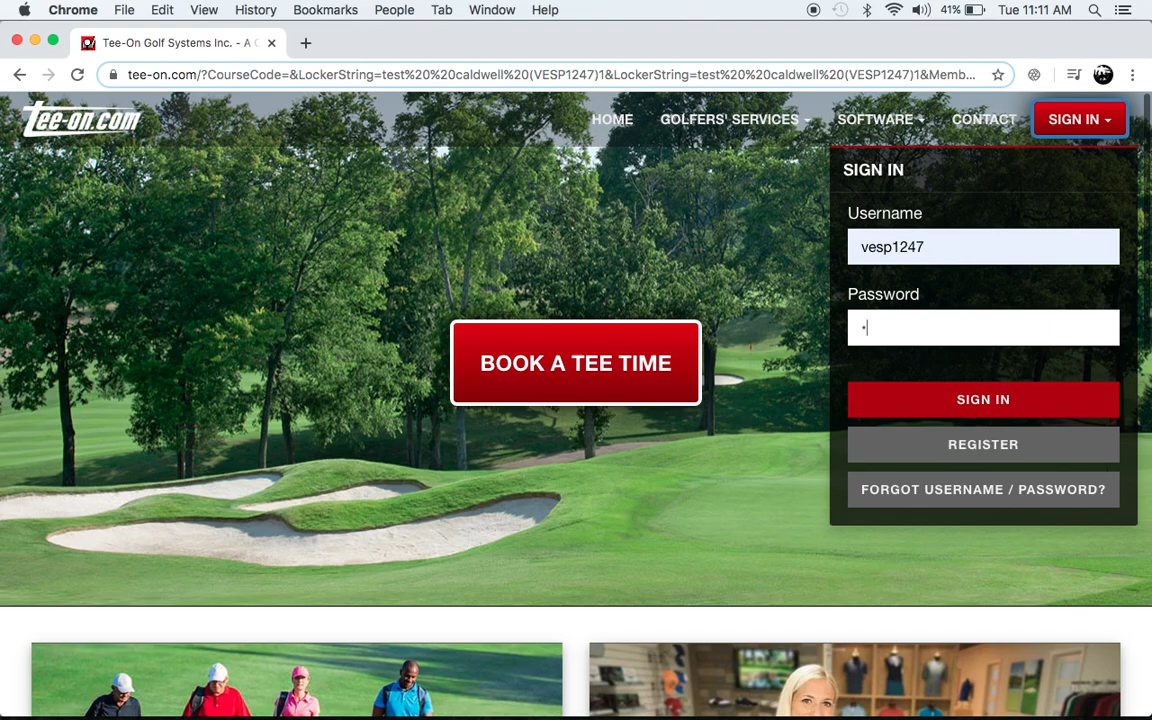 Chrome File Edit View History Bookmarks People Tab Window Help 41% Tue 11:11 AM
Tee-On Golf Systems Inc. - A
tee-on.com/?CourseCode=&LockerString=test%20%20caldwell%20(VESP1247)1&LockerString=test%20%20caldwell%20(VESP1247)1&Memb...
tee-on.com HOME GOLFERS' SERVICES SOFTWARE CONTACT SIGN IN
SIGN IN
Username
vesp1247
Password
BOOK A TEE TIME
SIGN IN
REGISTER
FORGOT USERNAME / PASSWORD?